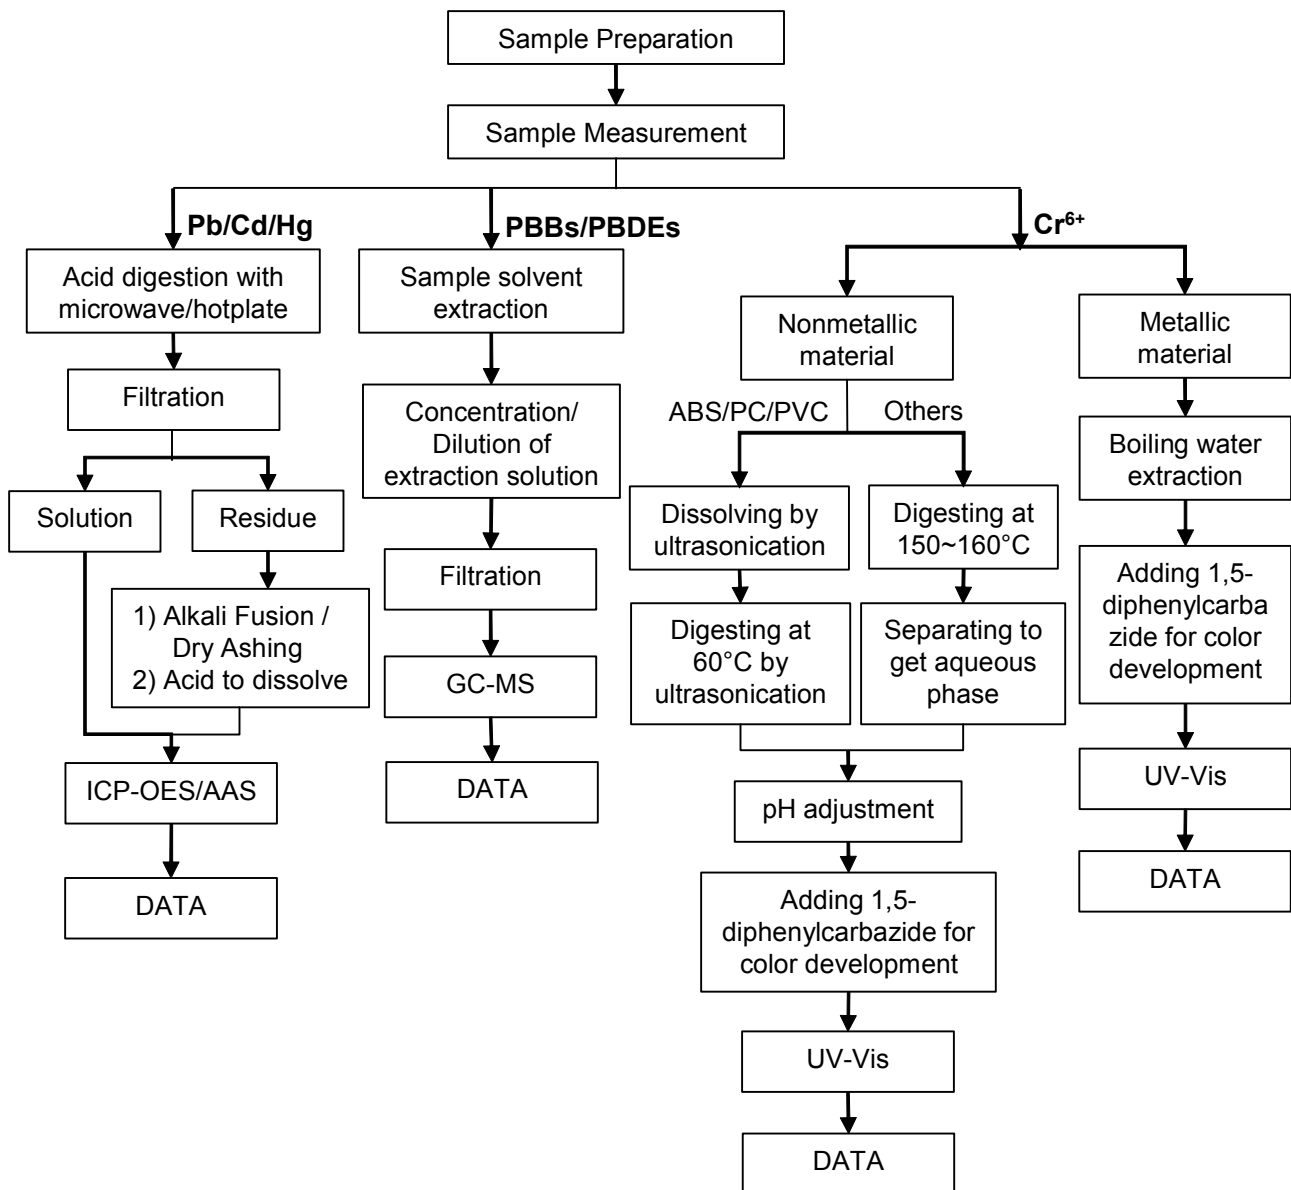 Sample Preparation
Sample Measurement
Pb/Cd/Hg
PBBs/PBDEs
Cr⁶⁺
Acid digestion with
microwave/hotplate
Filtration
Solution
Residue
1) Alkali Fusion /
Dry Ashing
2) Acid to dissolve
ICP-OES/AAS
DATA
Sample solvent
extraction
Concentration/
Dilution of
extraction solution
Filtration
GC-MS
DATA
Nonmetallic
material
ABS/PC/PVC
Others
Dissolving by
ultrasonication
Digesting at
60°C by
ultrasonication
Digesting at
150~160°C
Separating to
get aqueous
phase
pH adjustment
Adding 1,5-
diphenylcarbazide for
color development
UV-Vis
DATA
Metallic
material
Boiling water
extraction
Adding 1,5-
diphenylcarba
zide for color
development
UV-Vis
DATA